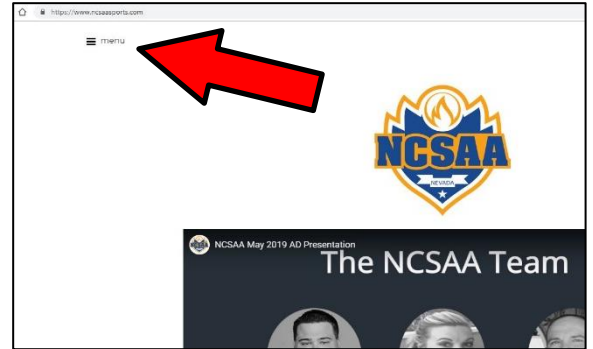 https://www.ncsaasports.com
menu
NCSAA
NEVADA
NCSAA May 2019 AD Presentation
The NCSAA Team